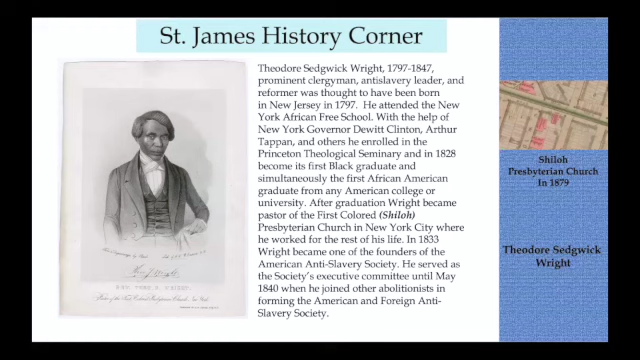 St. James History Corner
Theodore Sedgwick Wright, 1797-1847,
prominent clergyman, antislavery leader, and
reformer was thought to have been born
in New Jersey in 1797. He attended the New
York African Free School. With the help of
New York Governor Dewitt Clinton, Arthur
Tappan, and others he enrolled in the
Princeton Theological Seminary and in 1828
become its first Black graduate and
simultaneously the first African American
graduate from any American college or
university. After graduation Wright became
pastor of the First Colored (Shiloh)
Presbyterian Church in New York City where
he worked for the rest of his life. In 1833
Wright became one of the founders of the
American Anti-Slavery Society. He served as
the Society's executive committee until May
1840 when he joined other abolitionists in
forming the American and Foreign Anti-
Slavery Society.
REV. THEO. S. WRIGHT.
Shiloh
Presbyterian Church
In 1879
Theodore Sedgwick
Wright